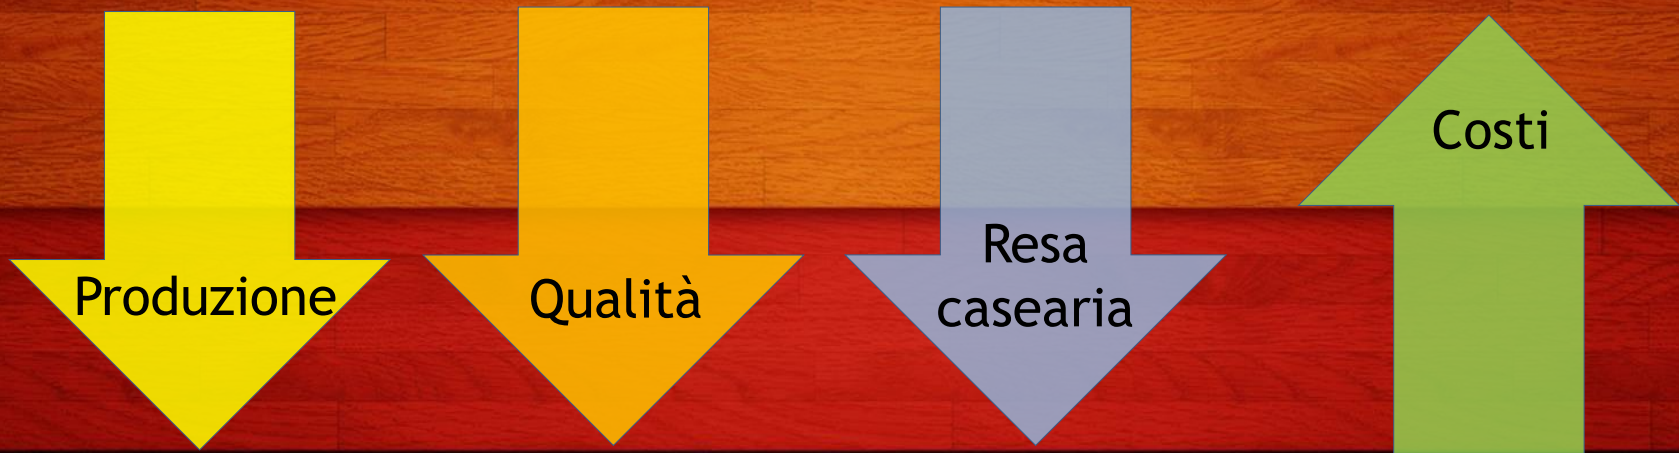 Produzione
Qualità
Resa
casearia
Costi